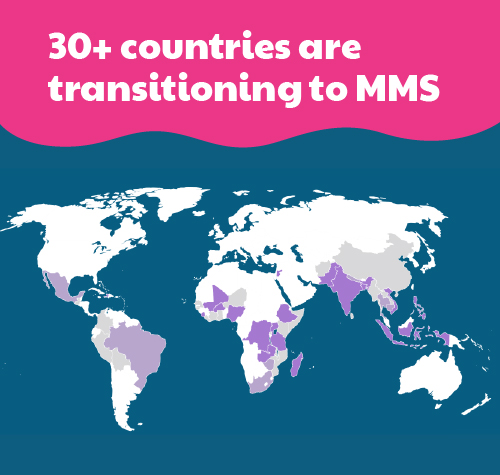 30+ countries are
transitioning to MMS